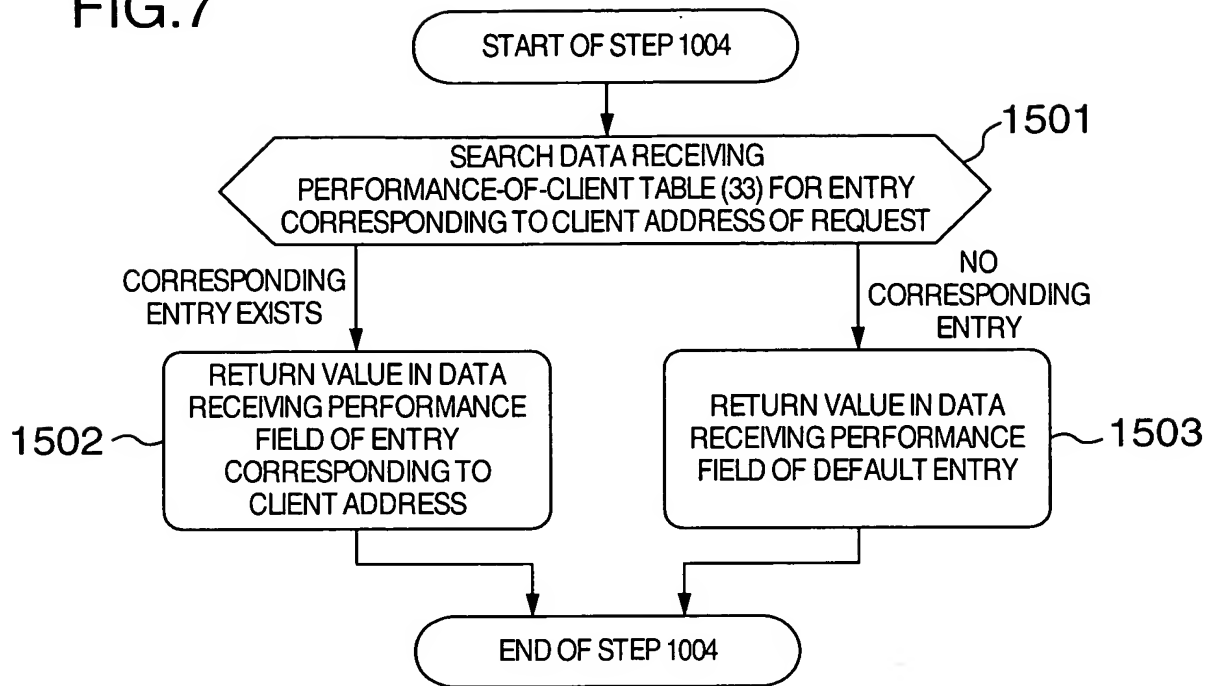 FIG.7
START OF STEP 1004
1501
SEARCH DATA RECEIVING
PERFORMANCE-OF-CLIENT TABLE (33) FOR ENTRY
CORRESPONDING TO CLIENT ADDRESS OF REQUEST
CORRESPONDING
ENTRY EXISTS
NO
CORRESPONDING
ENTRY
1502
RETURN VALUE IN DATA
RECEIVING PERFORMANCE
FIELD OF ENTRY
CORRESPONDING TO
CLIENT ADDRESS
RETURN VALUE IN DATA
RECEIVING PERFORMANCE
FIELD OF DEFAULT ENTRY
1503
END OF STEP 1004